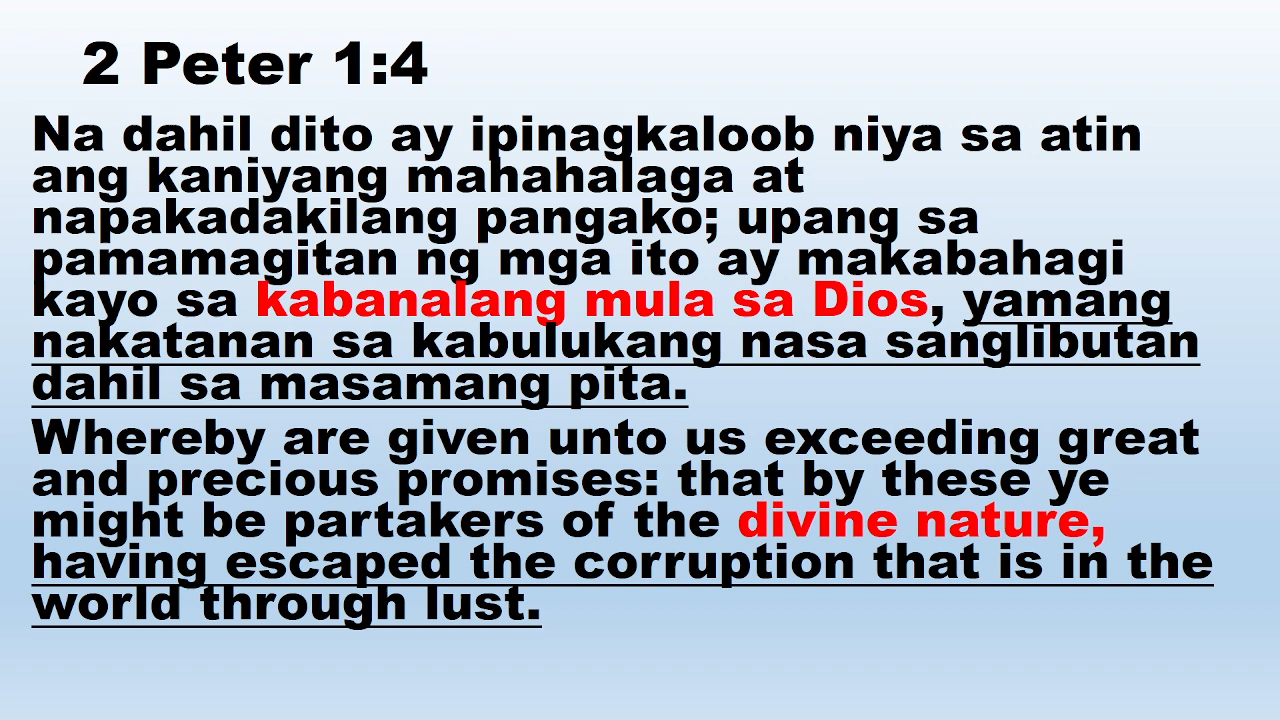 2 Peter 1:4
Na dahil dito ay ipinagkaloob niya sa atin
ang kaniyang mahahalaga at
napakadakilang pangako; upang sa
pamamagitan ng mga ito ay makabahagi
kayo sa kabanalang mula sa Dios, yamang
nakatanan sa kabulukang nasa sanglibutan
dahil sa masamang pita.
Whereby are given unto us exceeding great
and precious promises: that by these ye
might be partakers of the divine nature,
having escaped the corruption that is in the
world through lust.